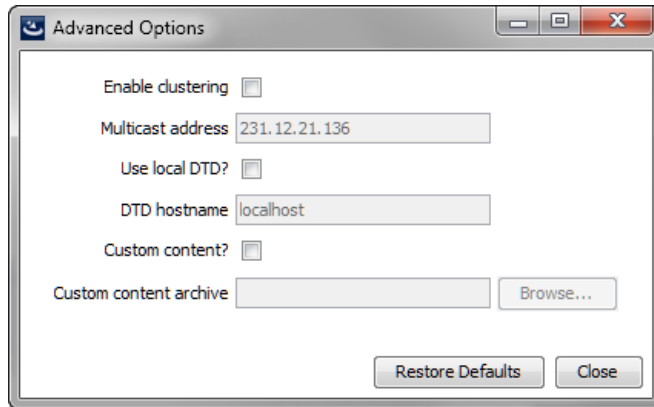 Advanced Options
Enable clustering
Multicast address 231.12.21.136
Use local DTD?
DTD hostname localhost
Custom content?
Custom content archive Browse...
Restore Defaults Close